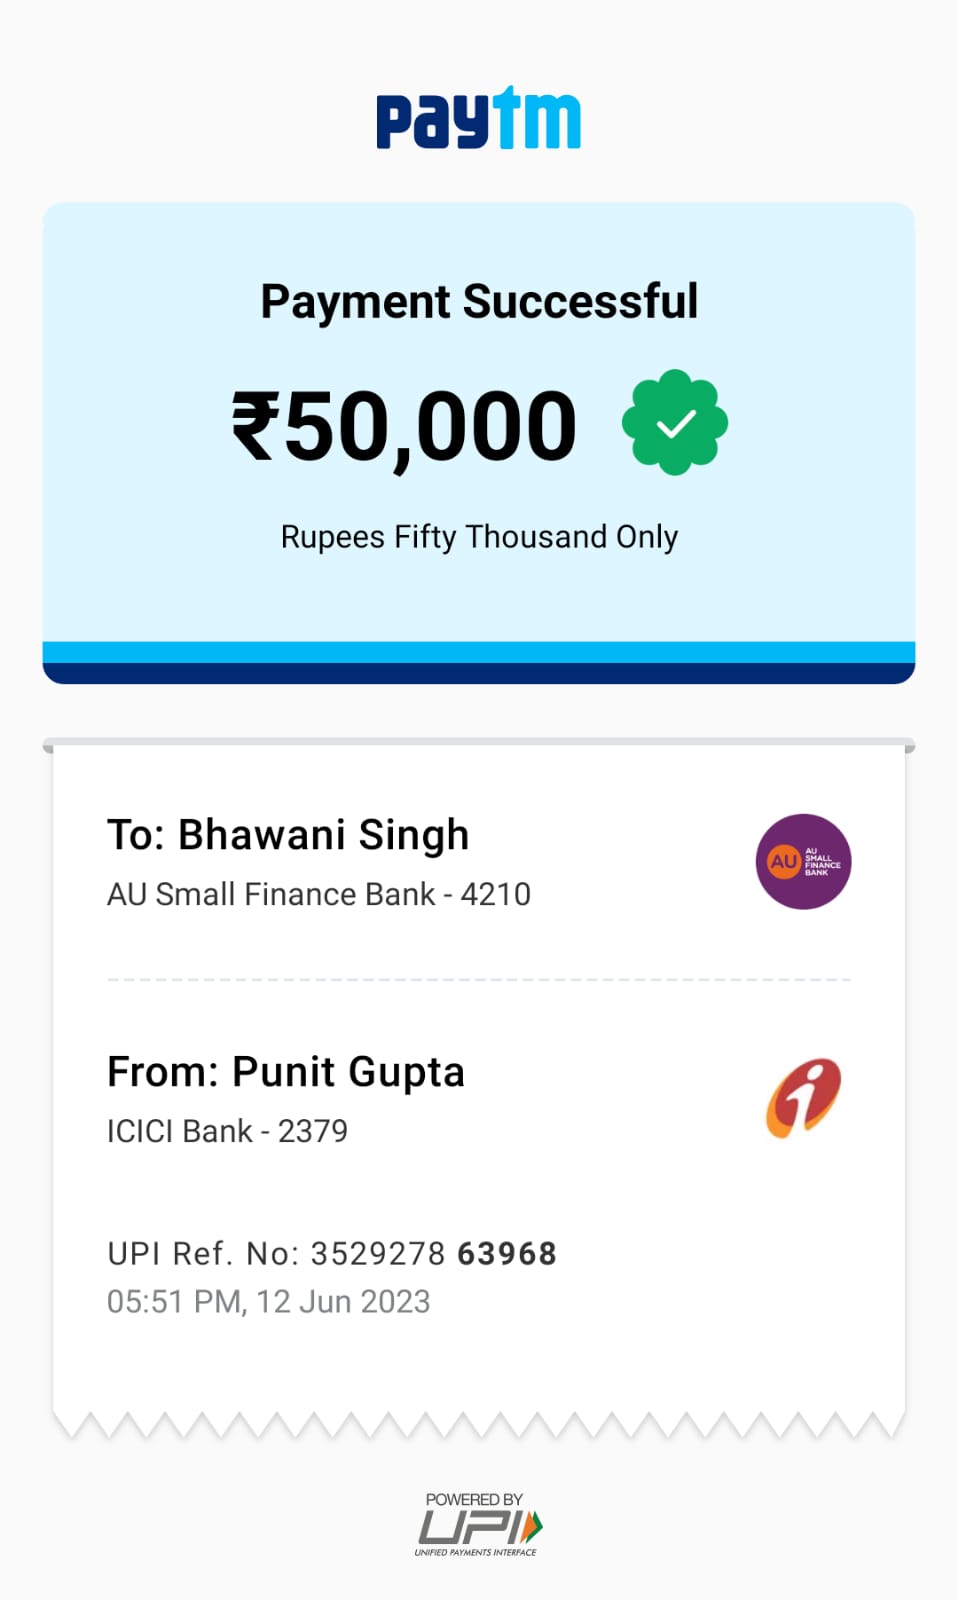 paytm
Payment Successful
₹50,000
Rupees Fifty Thousand Only
To: Bhawani Singh
AU Small Finance Bank - 4210
AU
AU
SMALL
FINANCE
BANK
From: Punit Gupta
ICICI Bank - 2379
UPI Ref. No: 3529278 63968
05:51 PM, 12 Jun 2023
POWERED BY
UPI
UNIFIED PAYMENTS INTERFACE